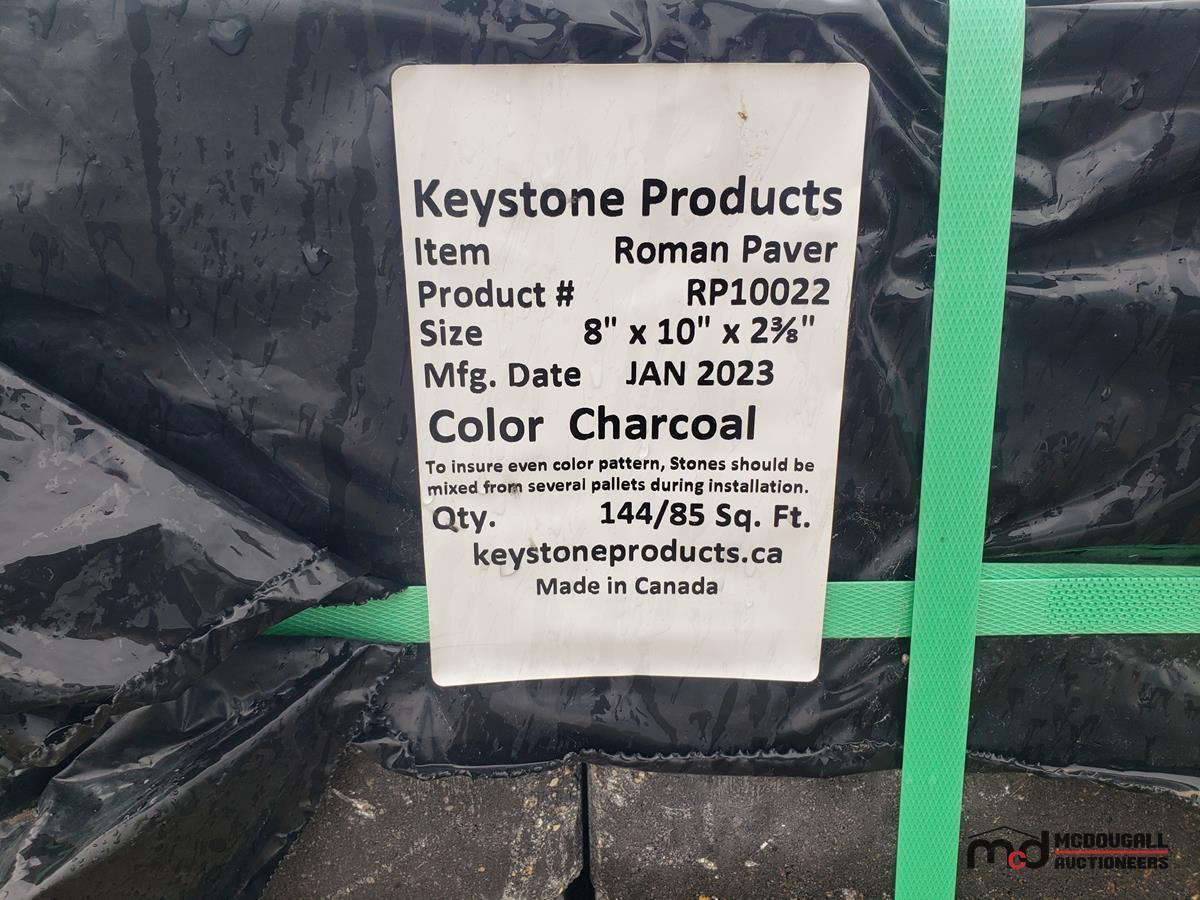 Keystone Products
Item Roman Paver
Product # RP10022
Size 8" x 10" x 2⅜"
Mfg. Date JAN 2023
Color Charcoal
To insure even color pattern, Stones should be
mixed from several pallets during installation.
Qty. 144/85 Sq. Ft.
keystoneproducts.ca
Made in Canada
mcd MCDOUGALL
AUCTIONEERS